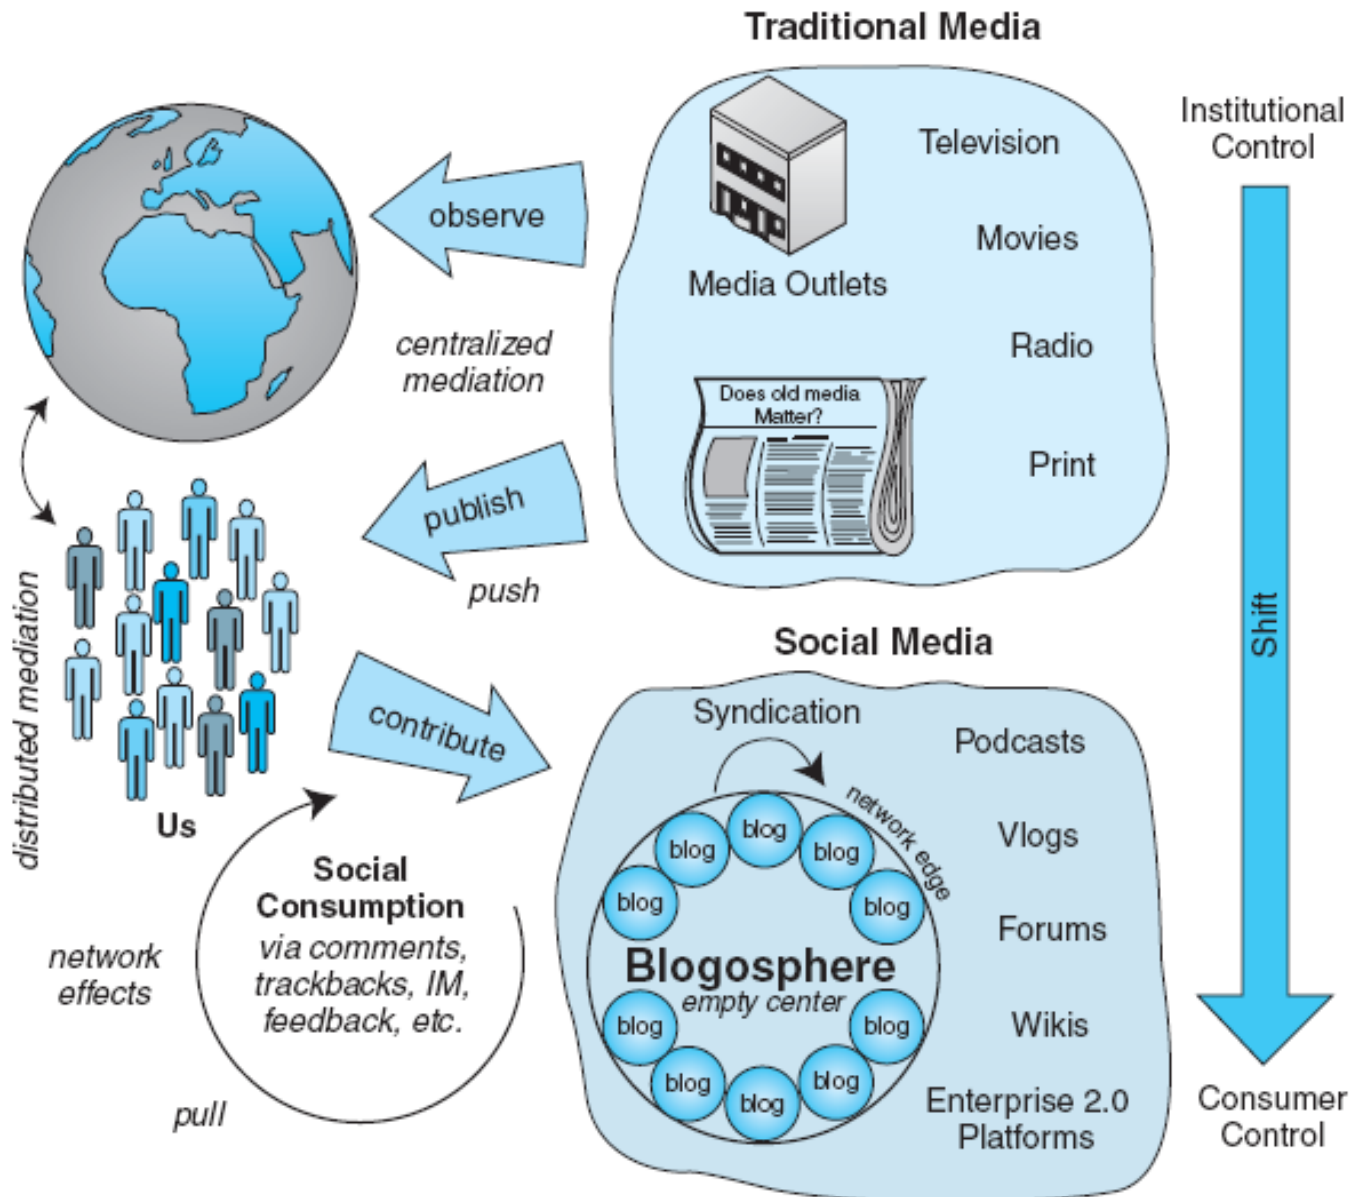 Traditional Media
Institutional
Control
Television
observe
Movies
Media Outlets
centralized
mediation
Radio
Does old media
Matter?
Print
publish
push
distributed mediation
Shift
Social Media
contribute
Syndication
Podcasts
network edge
Us
Vlogs
blog
blog
blog
blog
blog
Social
Consumption
via comments,
trackbacks, IM,
feedback, etc.
Forums
network
effects
Blogosphere
empty center
Wikis
blog
blog
blog
blog
blog
pull
Enterprise 2.0
Platforms
Consumer
Control